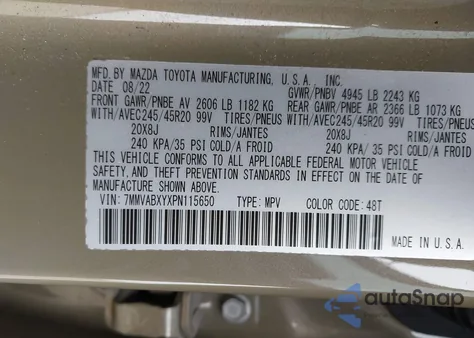 MFD. BY MAZDA TOYOTA MANUFACTURING, U.S.A., INC.
DATE 08/22 GVWR/PNBV 4945 LB 2243 KG
FRONT GAWR/PNBE AV 2606 LB 1182 KG REAR GAWR/PNBE AR 2366 LB 1073 KG
WITH/AVEC245/45R20 99V TIRES/PNEUS WITH/AVEC245/45R20 99V TIRES/PNEUS
20X8J RIMS/JANTES 20X8J RIMS/JANTES
240 KPA/35 PSI COLD/A FROID 240 KPA/ 35 PSI COLD/A FROID
THIS VEHICLE CONFORMS TO ALL APPLICABLE FEDERAL MOTOR VEHICLE
SAFETY,AND THEFT PREVENTION STANDARDS IN EFFECT ON THE DATE OF
MANUFACTURE SHOWN ABOVE.
VIN: 7MMVABXYXPN115650 TYPE: MPV COLOR CODE: 48T
MADE IN U.S.A.
autoSnap